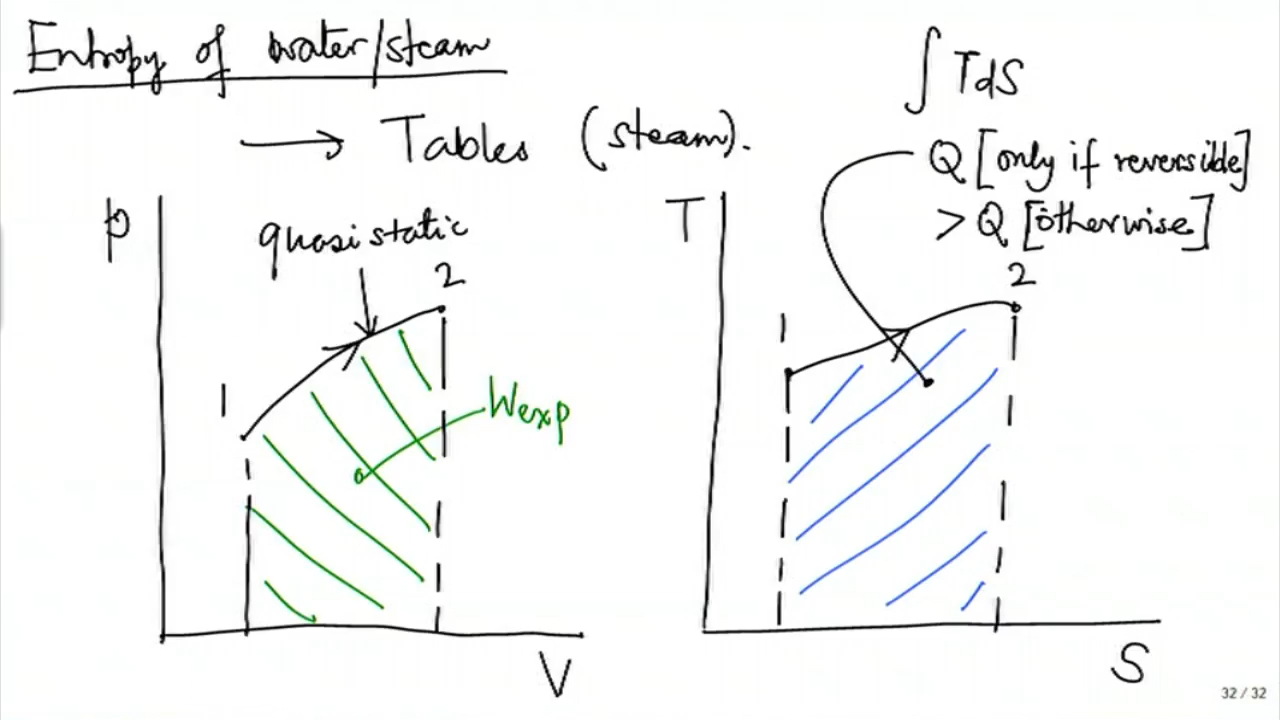 Entropy of water/steam
→ Tables (steam).
∫ TdS
Q [only if reversible]
> Q [otherwise]
p
quasistatic
2
1
Wexp
V
T
2
1
S
32 / 32